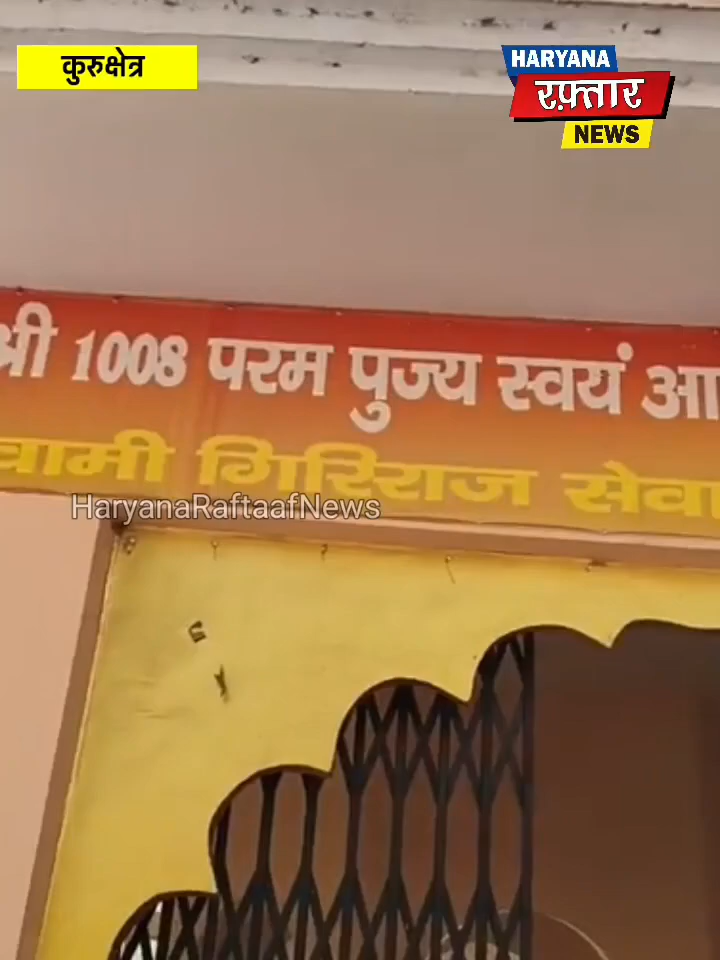 कुरुक्षेत्र
HARYANA
रफ़्तार
NEWS
श्री 1008 परम पुज्य स्वयं आ
स्वामी गिरिराज सेवा
HaryanaRaftaafNews